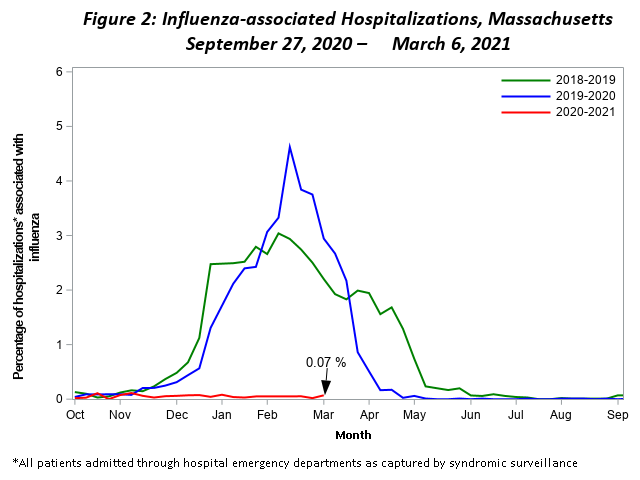 Figure 2: Influenza-associated Hospitalizations, Massachusetts
September 27, 2020 – March 6, 2021
6
5
4
3
2
1
0
Percentage of hospitalizations* associated with
influenza
2018-2019
2019-2020
2020-2021
0.07 %
Oct Nov Dec Jan Feb Mar Apr May Jun Jul Aug Sep
Month
*All patients admitted through hospital emergency departments as captured by syndromic surveillance